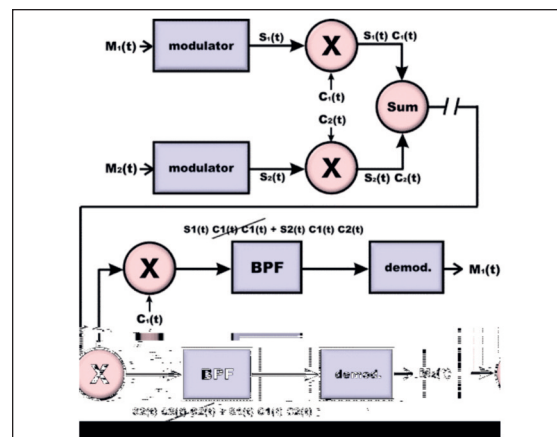 M₁(t) modulator S₁(t) X S₁(t) C₁(t)
C₁(t) Sum
C₂(t)
M₂(t) modulator S₂(t) X S₂(t) C₂(t)
S1(t) C1(t) C1(t) + S2(t) C1(t) C2(t)
X BPF demod. M₁(t)
C₁(t)
X BPF demod.